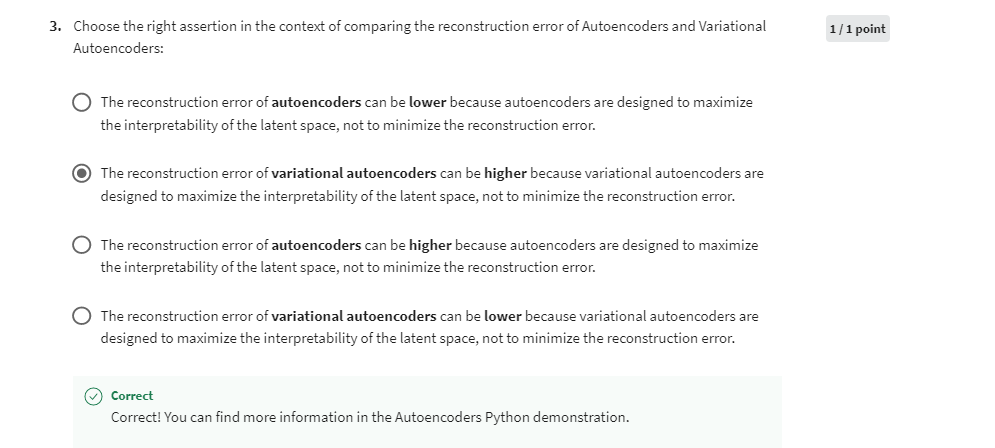 3. Choose the right assertion in the context of comparing the reconstruction error of Autoencoders and Variational
Autoencoders:
1 / 1 point
The reconstruction error of autoencoders can be lower because autoencoders are designed to maximize
the interpretability of the latent space, not to minimize the reconstruction error.
The reconstruction error of variational autoencoders can be higher because variational autoencoders are
designed to maximize the interpretability of the latent space, not to minimize the reconstruction error.
The reconstruction error of autoencoders can be higher because autoencoders are designed to maximize
the interpretability of the latent space, not to minimize the reconstruction error.
The reconstruction error of variational autoencoders can be lower because variational autoencoders are
designed to maximize the interpretability of the latent space, not to minimize the reconstruction error.
Correct
Correct! You can find more information in the Autoencoders Python demonstration.